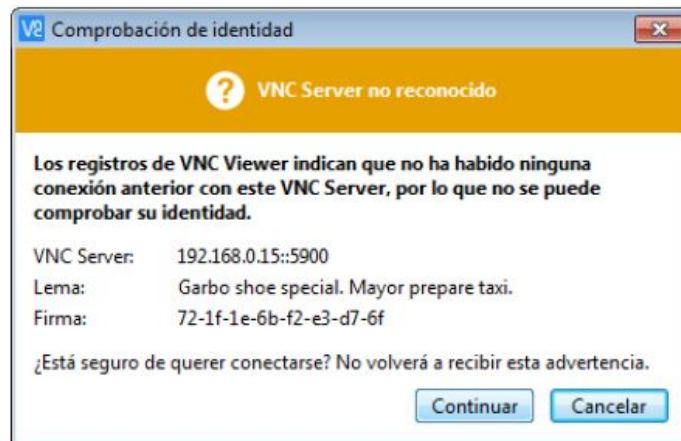 V2 Comprobación de identidad
? VNC Server no reconocido
Los registros de VNC Viewer indican que no ha habido ninguna
conexión anterior con este VNC Server, por lo que no se puede
comprobar su identidad.
VNC Server: 192.168.0.15::5900
Lema: Garbo shoe special. Mayor prepare taxi.
Firma: 72-1f-1e-6b-f2-e3-d7-6f
¿Está seguro de querer conectarse? No volverá a recibir esta advertencia.
Continuar Cancelar